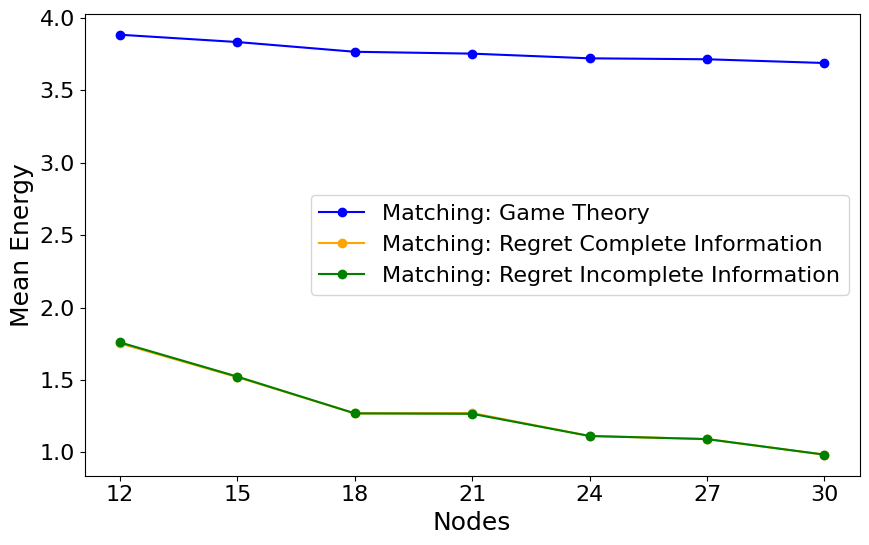 4.0
3.5
3.0
2.5
2.0
1.5
1.0
Mean Energy
Matching: Game Theory
Matching: Regret Complete Information
Matching: Regret Incomplete Information
12 15 18 21 24 27 30
Nodes